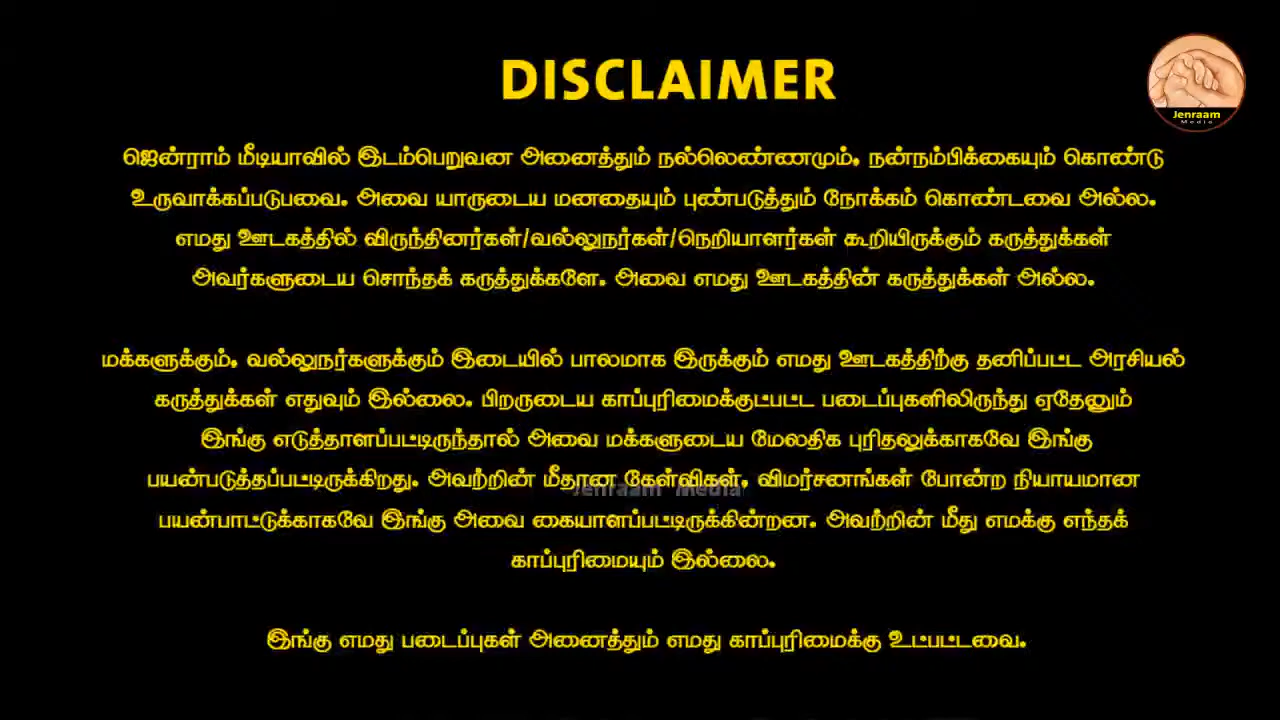 DISCLAIMER
Jenraam
Media
ஜென்ராம் மீடியாவில் இடம்பெறுவன அனைத்தும் நல்லெண்ணமும், நன்நம்பிக்கையும் கொண்டு
உருவாக்கப்படுபவை. அவை யாருடைய மனதையும் புண்படுத்தும் நோக்கம் கொண்டவை அல்ல.
எமது ஊடகத்தில் விருந்தினர்கள்/வல்லுநர்கள்/நெறியாளர்கள் கூறியிருக்கும் கருத்துக்கள்
அவர்களுடைய சொந்தக் கருத்துக்களே. அவை எமது ஊடகத்தின் கருத்துக்கள் அல்ல.
மக்களுக்கும், வல்லுநர்களுக்கும் இடையில் பாலமாக இருக்கும் எமது ஊடகத்திற்கு தனிப்பட்ட அரசியல்
கருத்துக்கள் எதுவும் இல்லை. பிறருடைய காப்புரிமைக்குட்பட்ட படைப்புகளிலிருந்து ஏதேனும்
இங்கு எடுத்தாளப்பட்டிருந்தால் அவை மக்களுடைய மேலதிக புரிதலுக்காகவே இங்கு
பயன்படுத்தப்பட்டிருக்கிறது. அவற்றின் மீதான கேள்விகள், விமர்சனங்கள் போன்ற நியாயமான
Jenraam Media
பயன்பாட்டுக்காகவே இங்கு அவை கையாளப்பட்டிருக்கின்றன. அவற்றின் மீது எமக்கு எந்தக்
காப்புரிமையும் இல்லை.
இங்கு எமது படைப்புகள் அனைத்தும் எமது காப்புரிமைக்கு உட்பட்டவை.